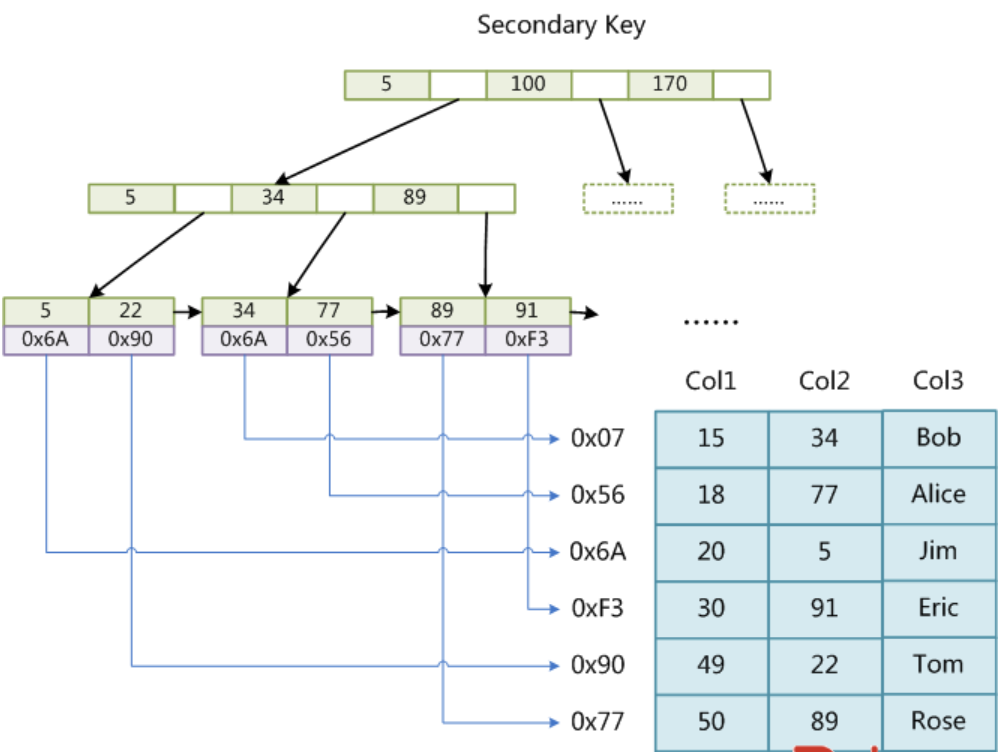 Secondary Key
5 100 170
5 34 89
...... ......
5 22 34 77 89 91
0x6A 0x90 0x6A 0x56 0x77 0xF3
......
Col1 Col2 Col3
0x07 15 34 Bob
0x56 18 77 Alice
0x6A 20 5 Jim
0xF3 30 91 Eric
0x90 49 22 Tom
0x77 50 89 Rose